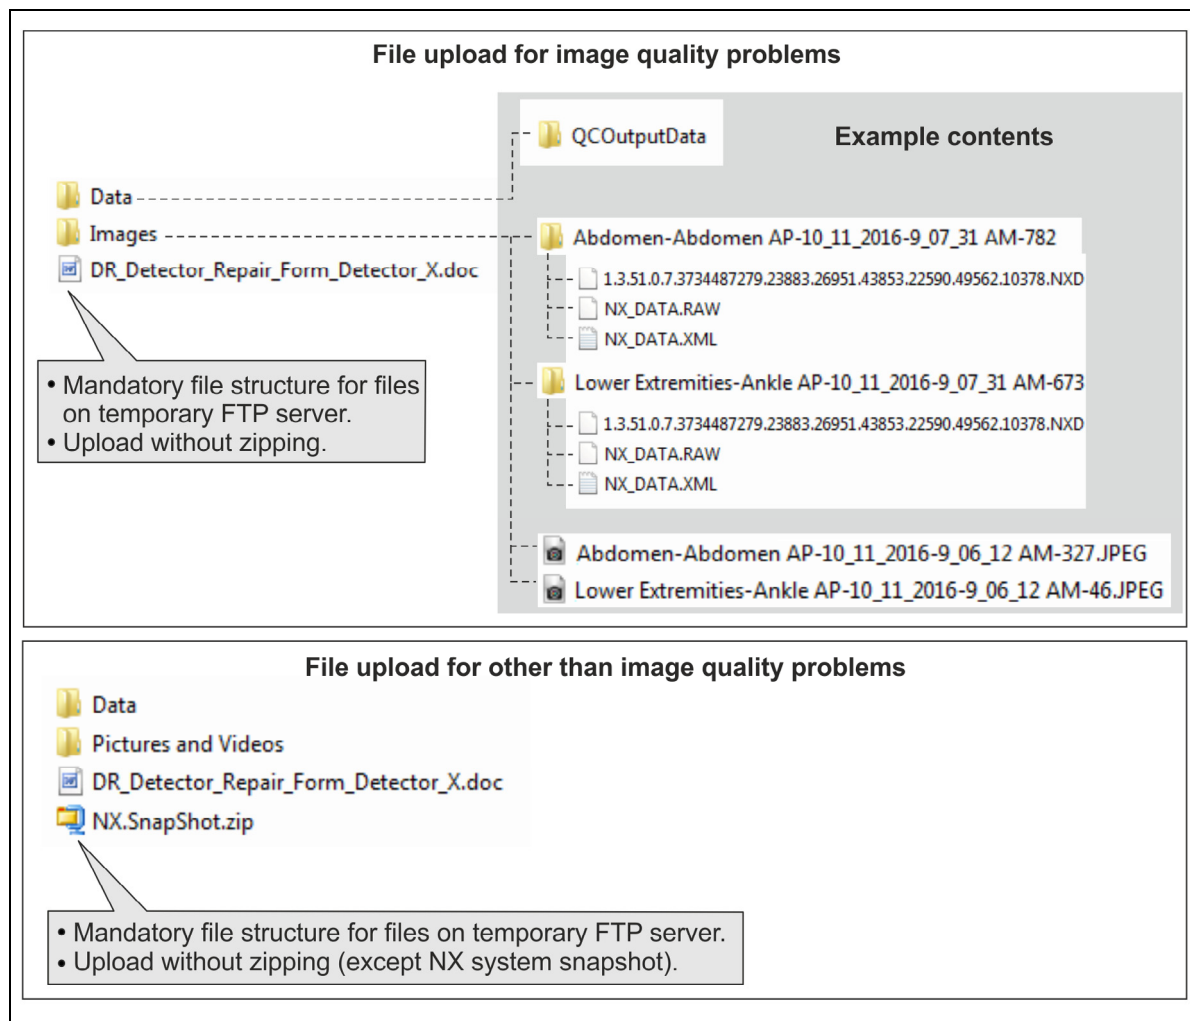 File upload for image quality problems
QCOutputData
Example contents
Data
Images
DR_Detector_Repair_Form_Detector_X.doc
• Mandatory file structure for files
on temporary FTP server.
• Upload without zipping.
Abdomen-Abdomen AP-10_11_2016-9_07_31 AM-782
1.3.51.0.7.3734487279.23883.26951.43853.22590.49562.10378.NXD
NX_DATA.RAW
NX_DATA.XML
Lower Extremities-Ankle AP-10_11_2016-9_07_31 AM-673
1.3.51.0.7.3734487279.23883.26951.43853.22590.49562.10378.NXD
NX_DATA.RAW
NX_DATA.XML
Abdomen-Abdomen AP-10_11_2016-9_06_12 AM-327.JPEG
Lower Extremities-Ankle AP-10_11_2016-9_06_12 AM-46.JPEG
File upload for other than image quality problems
Data
Pictures and Videos
DR_Detector_Repair_Form_Detector_X.doc
NX.SnapShot.zip
• Mandatory file structure for files on temporary FTP server.
• Upload without zipping (except NX system snapshot).